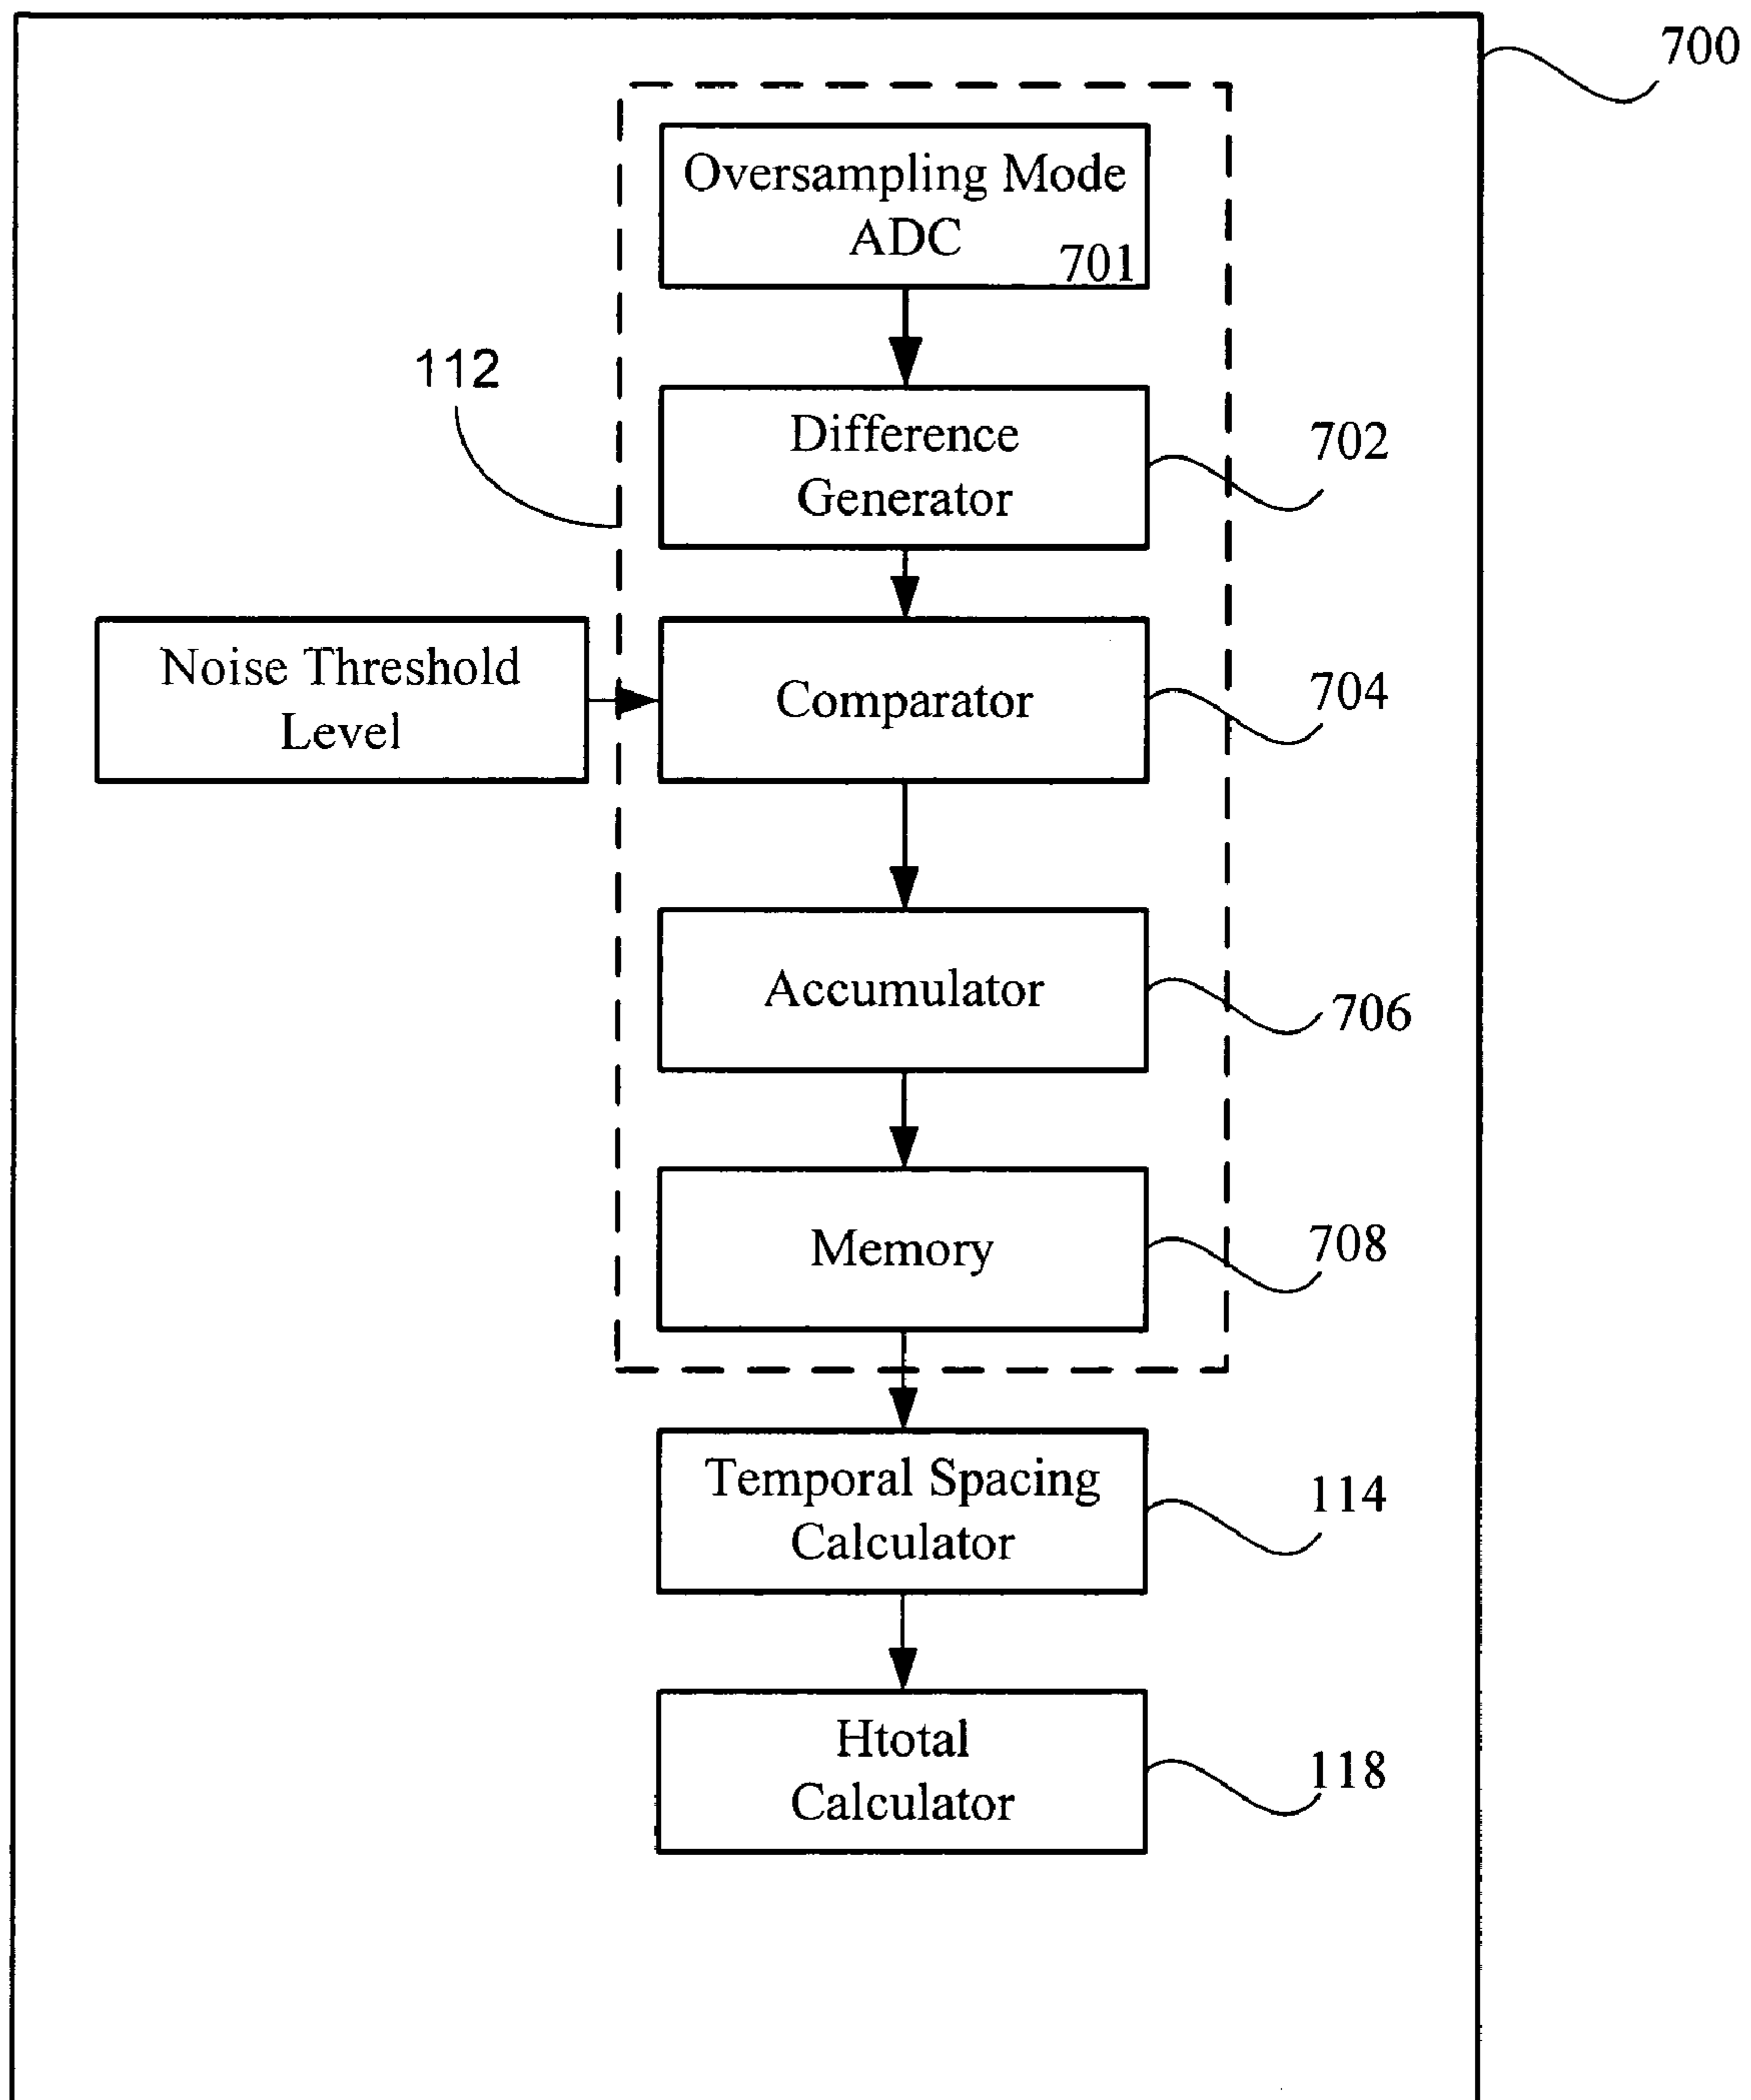 700
Oversampling Mode
ADC
701
112
Difference
Generator
702
Noise Threshold
Level
Comparator
704
Accumulator
706
Memory
708
Temporal Spacing
Calculator
114
Htotal
Calculator
118